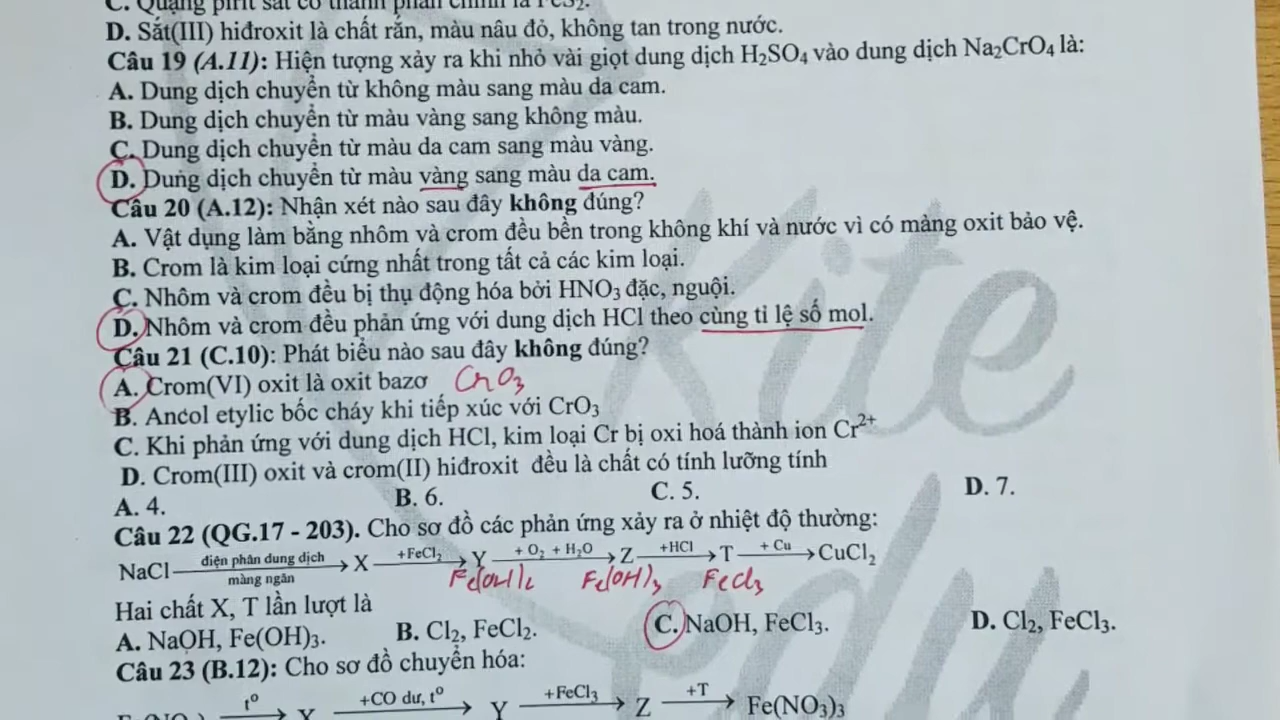 C. Quặng pirit sắt có thành phần chính là FeS₂.
D. Sắt(III) hiđroxit là chất rắn, màu nâu đỏ, không tan trong nước.
Câu 19 (A.11): Hiện tượng xảy ra khi nhỏ vài giọt dung dịch H₂SO₄ vào dung dịch Na₂CrO₄ là:
A. Dung dịch chuyển từ không màu sang màu da cam.
B. Dung dịch chuyển từ màu vàng sang không màu.
C. Dung dịch chuyển từ màu da cam sang màu vàng.
D. Dung dịch chuyển từ màu vàng sang màu da cam.
Câu 20 (A.12): Nhận xét nào sau đây không đúng?
A. Vật dụng làm bằng nhôm và crom đều bền trong không khí và nước vì có màng oxit bảo vệ.
B. Crom là kim loại cứng nhất trong tất cả các kim loại.
C. Nhôm và crom đều bị thụ động hóa bởi HNO₃ đặc, nguội.
D. Nhôm và crom đều phản ứng với dung dịch HCl theo cùng tỉ lệ số mol.
Câu 21 (C.10): Phát biểu nào sau đây không đúng?
A. Crom(VI) oxit là oxit bazơ CrO₃
B. Ancol etylic bốc cháy khi tiếp xúc với CrO₃
C. Khi phản ứng với dung dịch HCl, kim loại Cr bị oxi hoá thành ion Cr²⁺
D. Crom(III) oxit và crom(II) hiđroxit đều là chất có tính lưỡng tính
A. 4. B. 6. C. 5. D. 7.
Câu 22 (QG.17 - 203). Cho sơ đồ các phản ứng xảy ra ở nhiệt độ thường:
điện phân dung dịch +FeCl₂ + O₂ + H₂O +HCl + Cu
NaCl → X → Y → Z → T → CuCl₂
màng ngăn
Fe(OH)₂ Fe(OH)₃ FeCl₃
Hai chất X, T lần lượt là
A. NaOH, Fe(OH)₃. B. Cl₂, FeCl₂. C. NaOH, FeCl₃. D. Cl₂, FeCl₃.
Câu 23 (B.12): Cho sơ đồ chuyển hóa:
t° +CO dư, t° +FeCl₃ +T
→ X → Y → Z → Fe(NO₃)₃
Kite
edu